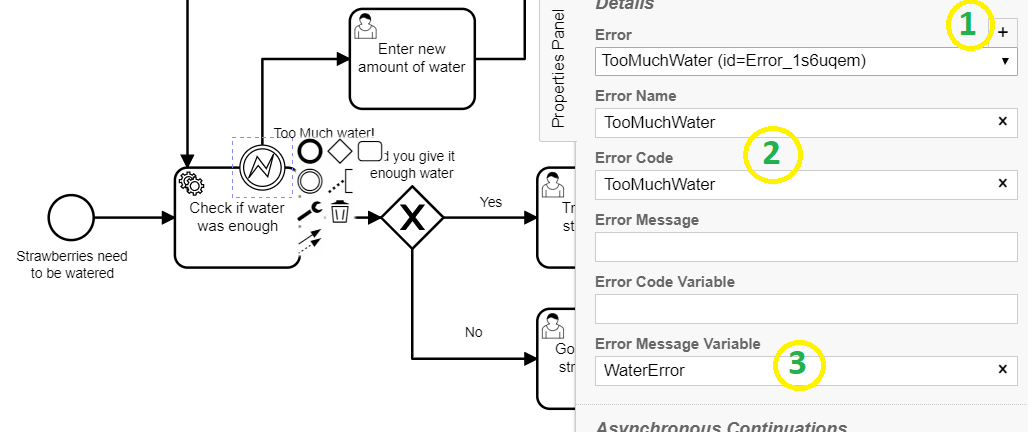 Enter new
amount of water
Too Much water!
d you give it
enough water
Check if water
was enough
X
Yes
Tr
st
Strawberries need
to be watered
No
Go
str
Properties Panel
Details
1
+
Error
TooMuchWater (id=Error_1s6uqem)
Error Name
TooMuchWater
×
2
Error Code
TooMuchWater
×
Error Message
Error Code Variable
Error Message Variable
3
WaterError
×
Asynchronous Continuations